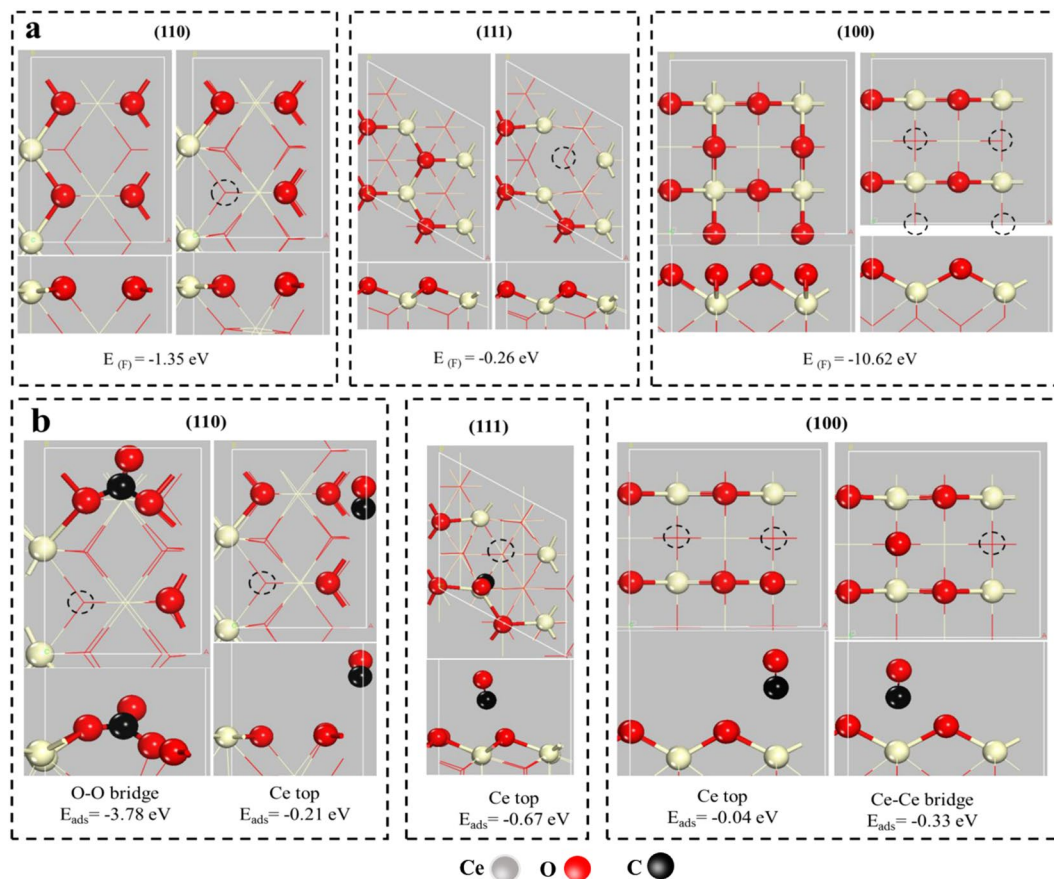 a
(110)
(111)
(100)
E (F) = -1.35 eV
E (F) = -0.26 eV
E (F) = -10.62 eV
b
(110)
(111)
(100)
O-O bridge
Eads= -3.78 eV
Ce top
Eads= -0.21 eV
Ce top
Eads= -0.67 eV
Ce top
Eads= -0.04 eV
Ce-Ce bridge
Eads= -0.33 eV
Ce
O
C